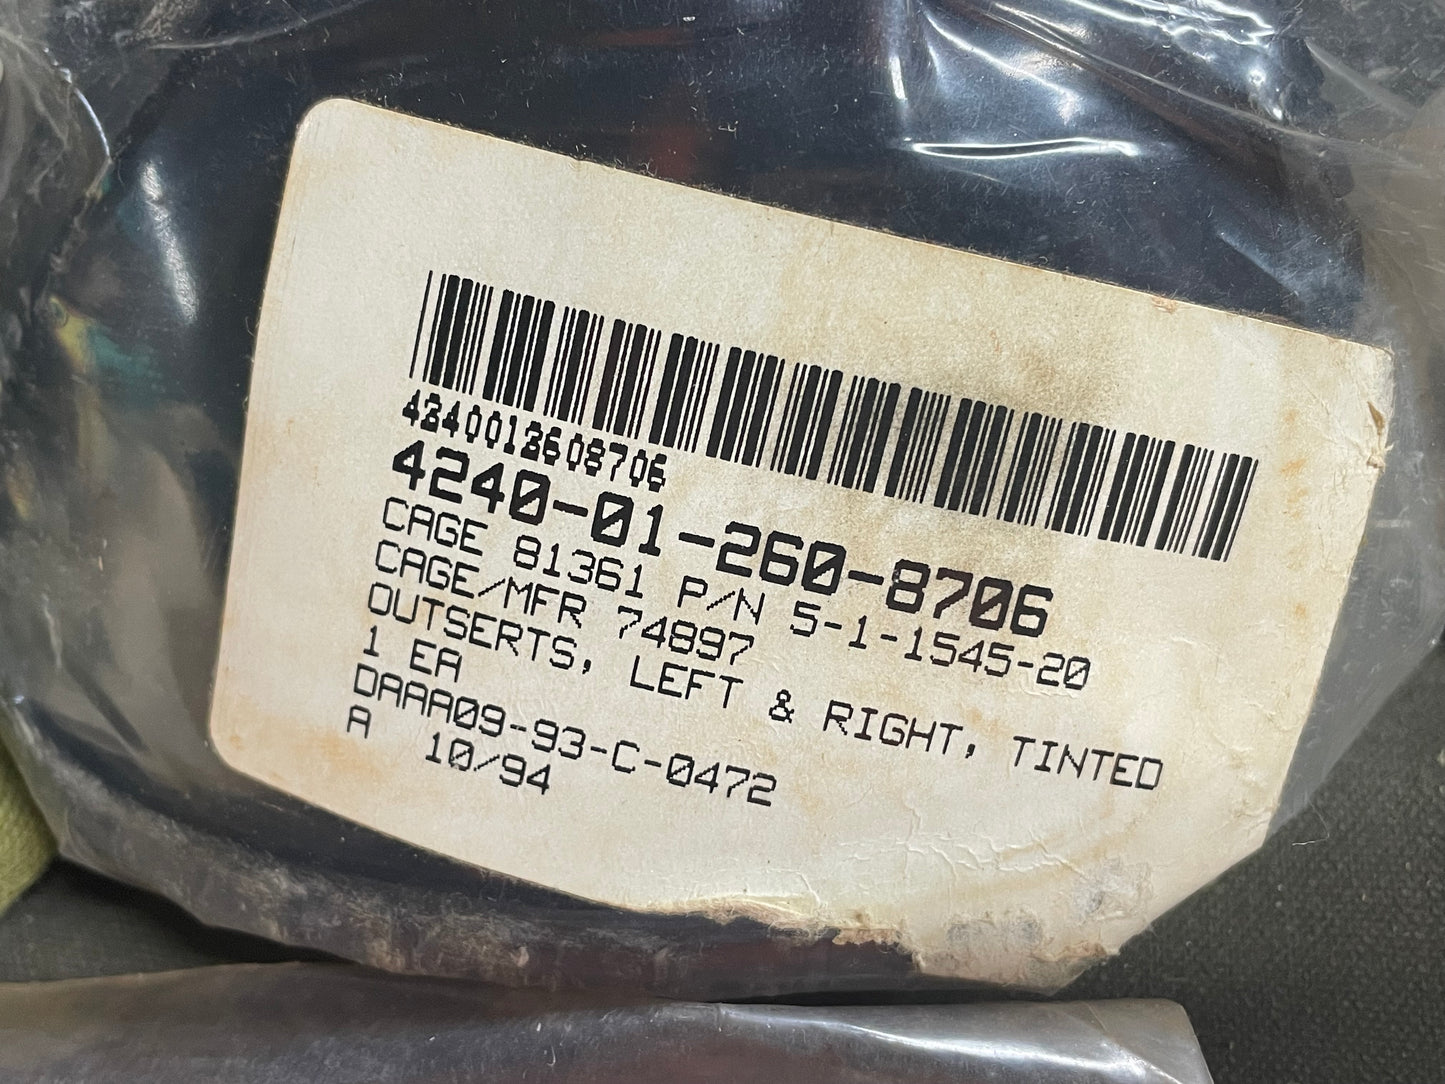 4240012608706
4240-01-260-8706
CAGE 81361 P/N 5-1-1545-20
CAGE/MFR 74897
OUTSERTS, LEFT & RIGHT, TINTED
1 EA
DAAA09-93-C-0472
A 10/94